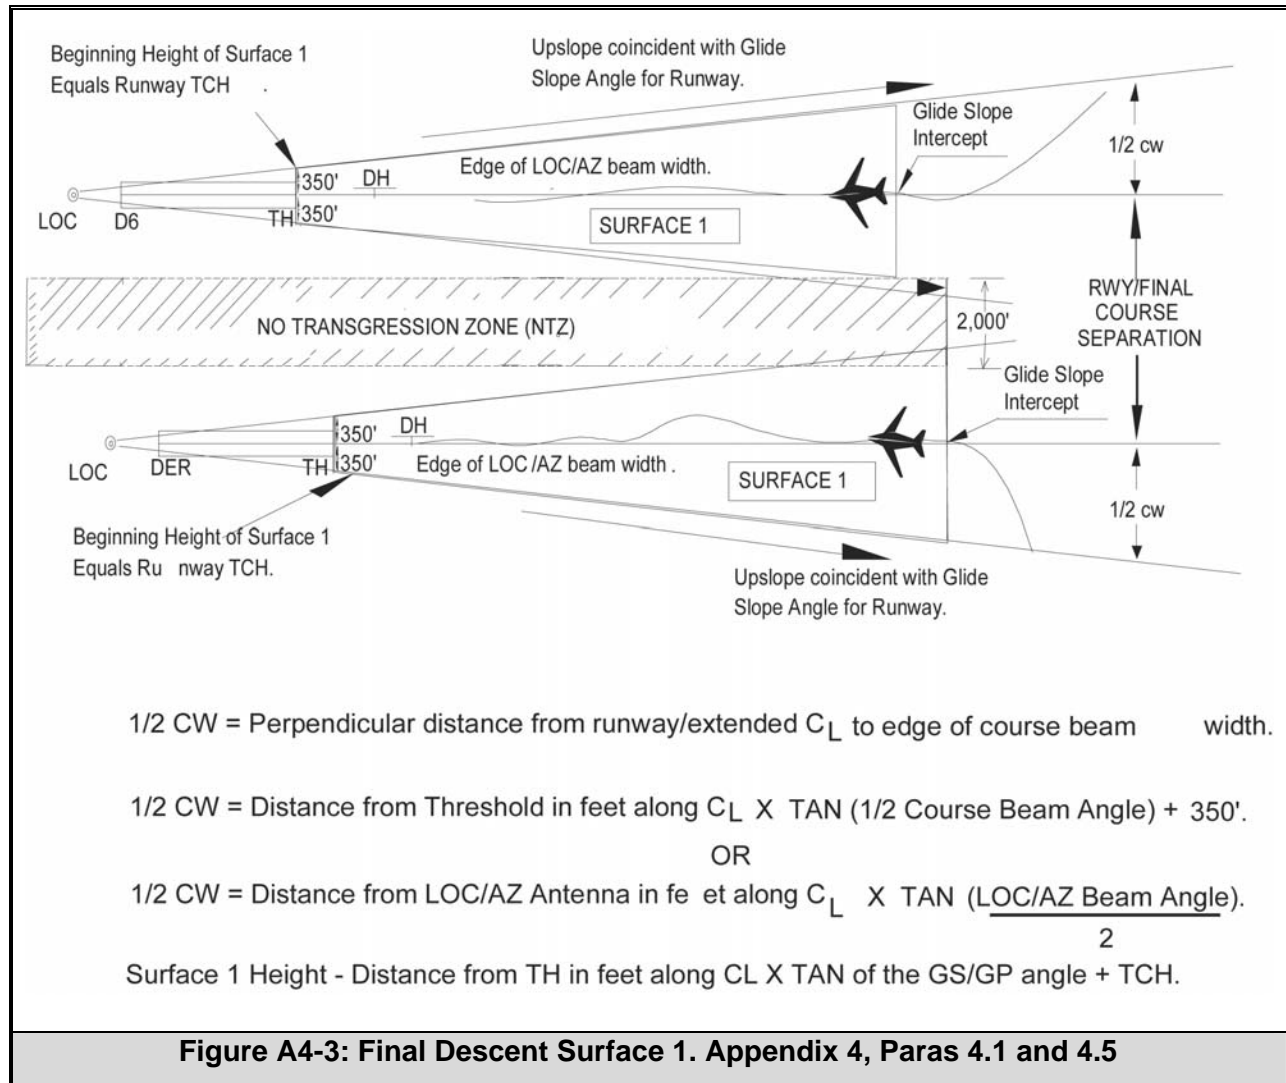 Beginning Height of Surface 1
Equals Runway TCH .
Upslope coincident with Glide
Slope Angle for Runway.
Glide Slope
Intercept
1/2 cw
Edge of LOC/AZ beam width.
350'
DH
350'
LOC
D6
TH
SURFACE 1
NO TRANSGRESSION ZONE (NTZ)
2,000'
RWY/FINAL
COURSE
SEPARATION
Glide Slope
Intercept
350'
DH
350'
LOC
DER
TH
Edge of LOC /AZ beam width .
SURFACE 1
1/2 cw
Beginning Height of Surface 1
Equals Ru nway TCH.
Upslope coincident with Glide
Slope Angle for Runway.
1/2 CW = Perpendicular distance from runway/extended CL to edge of course beam width.
1/2 CW = Distance from Threshold in feet along CL X TAN (1/2 Course Beam Angle) + 350'.
OR
1/2 CW = Distance from LOC/AZ Antenna in fe et along CL X TAN (LOC/AZ Beam Angle).
2
Surface 1 Height - Distance from TH in feet along CL X TAN of the GS/GP angle + TCH.
Figure A4-3: Final Descent Surface 1. Appendix 4, Paras 4.1 and 4.5